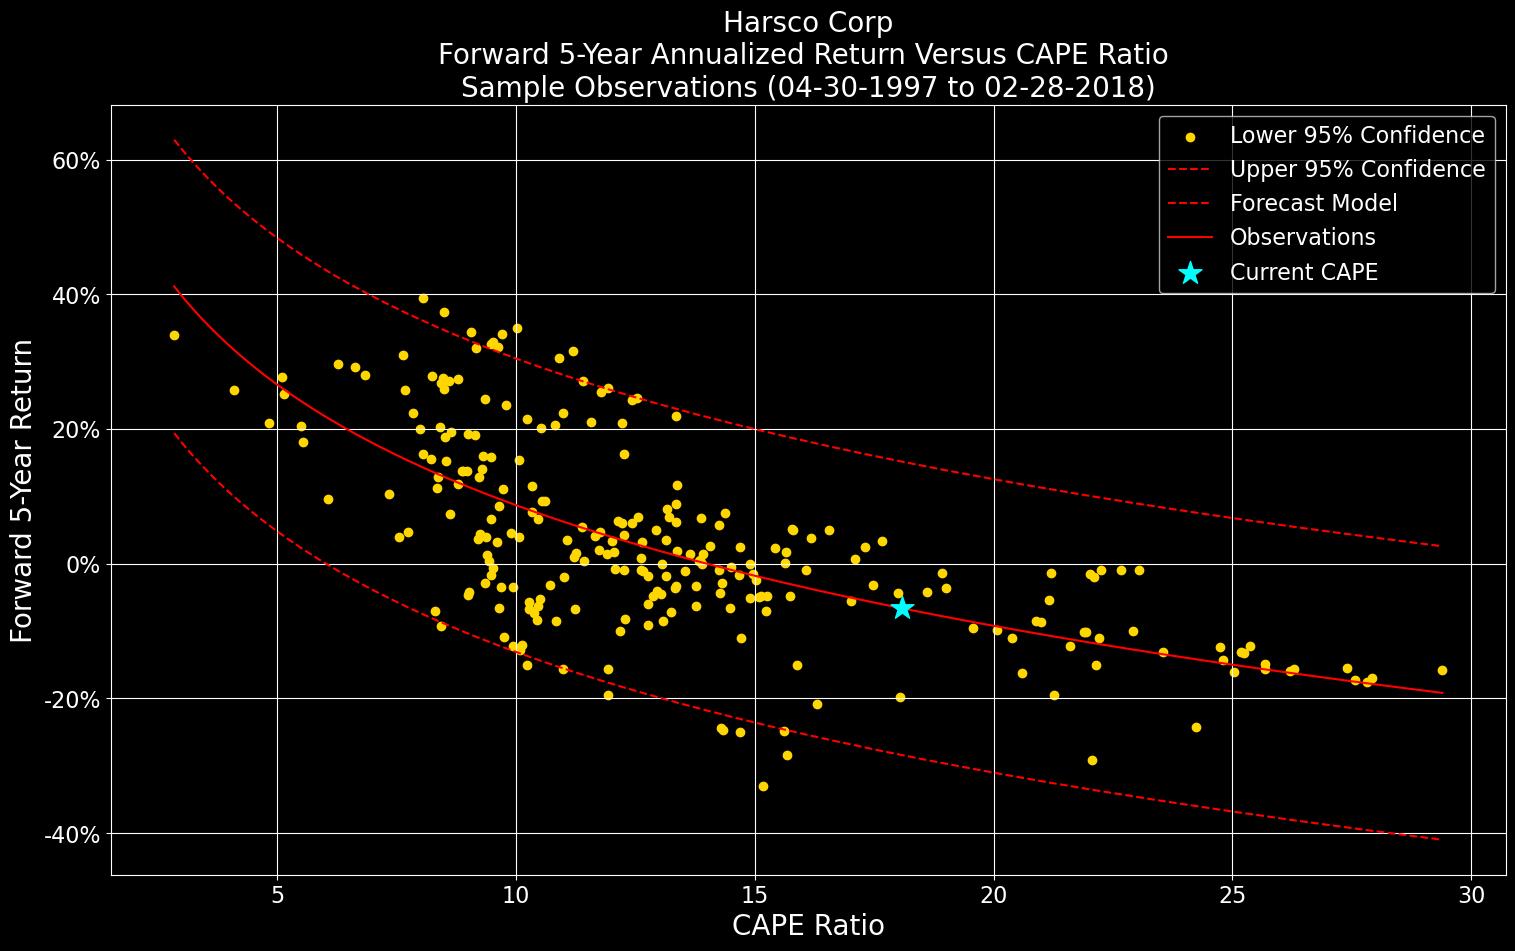 Harsco Corp
Forward 5-Year Annualized Return Versus CAPE Ratio
Sample Observations (04-30-1997 to 02-28-2018)
Lower 95% Confidence
Upper 95% Confidence
Forecast Model
Observations
Current CAPE
Forward 5-Year Return
60%
40%
20%
0%
-20%
-40%
5 10 15 20 25 30
CAPE Ratio